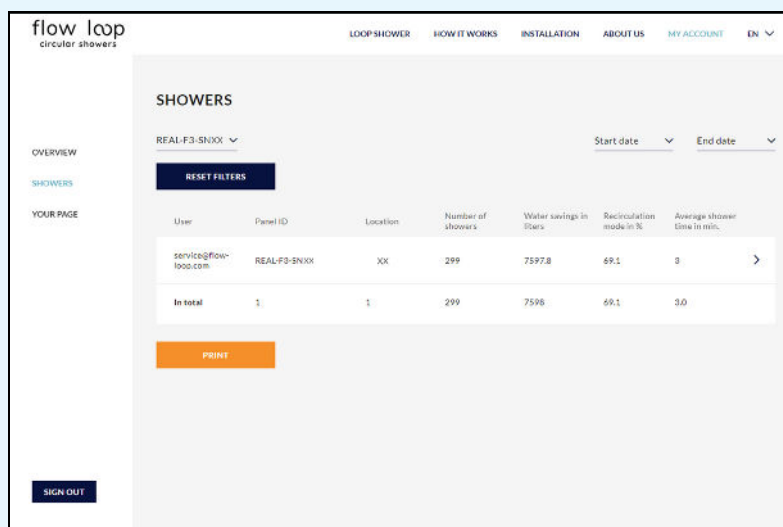 flow loop
circular showers
LOOP SHOWER HOW IT WORKS INSTALLATION ABOUT US MY ACCOUNT EN
SHOWERS
REAL-F3-SNXX
Start date End date
OVERVIEW
RESET FILTERS
SHOWERS
YOUR PAGE
User Panel ID Location Number of showers Water savings in liters Recirculation mode in % Average shower time in min.
service@flow-loop.com REAL-F3-SNXX XX 299 7597.8 69.1 3
In total 1 1 299 7598 69.1 3.0
PRINT
SIGN OUT